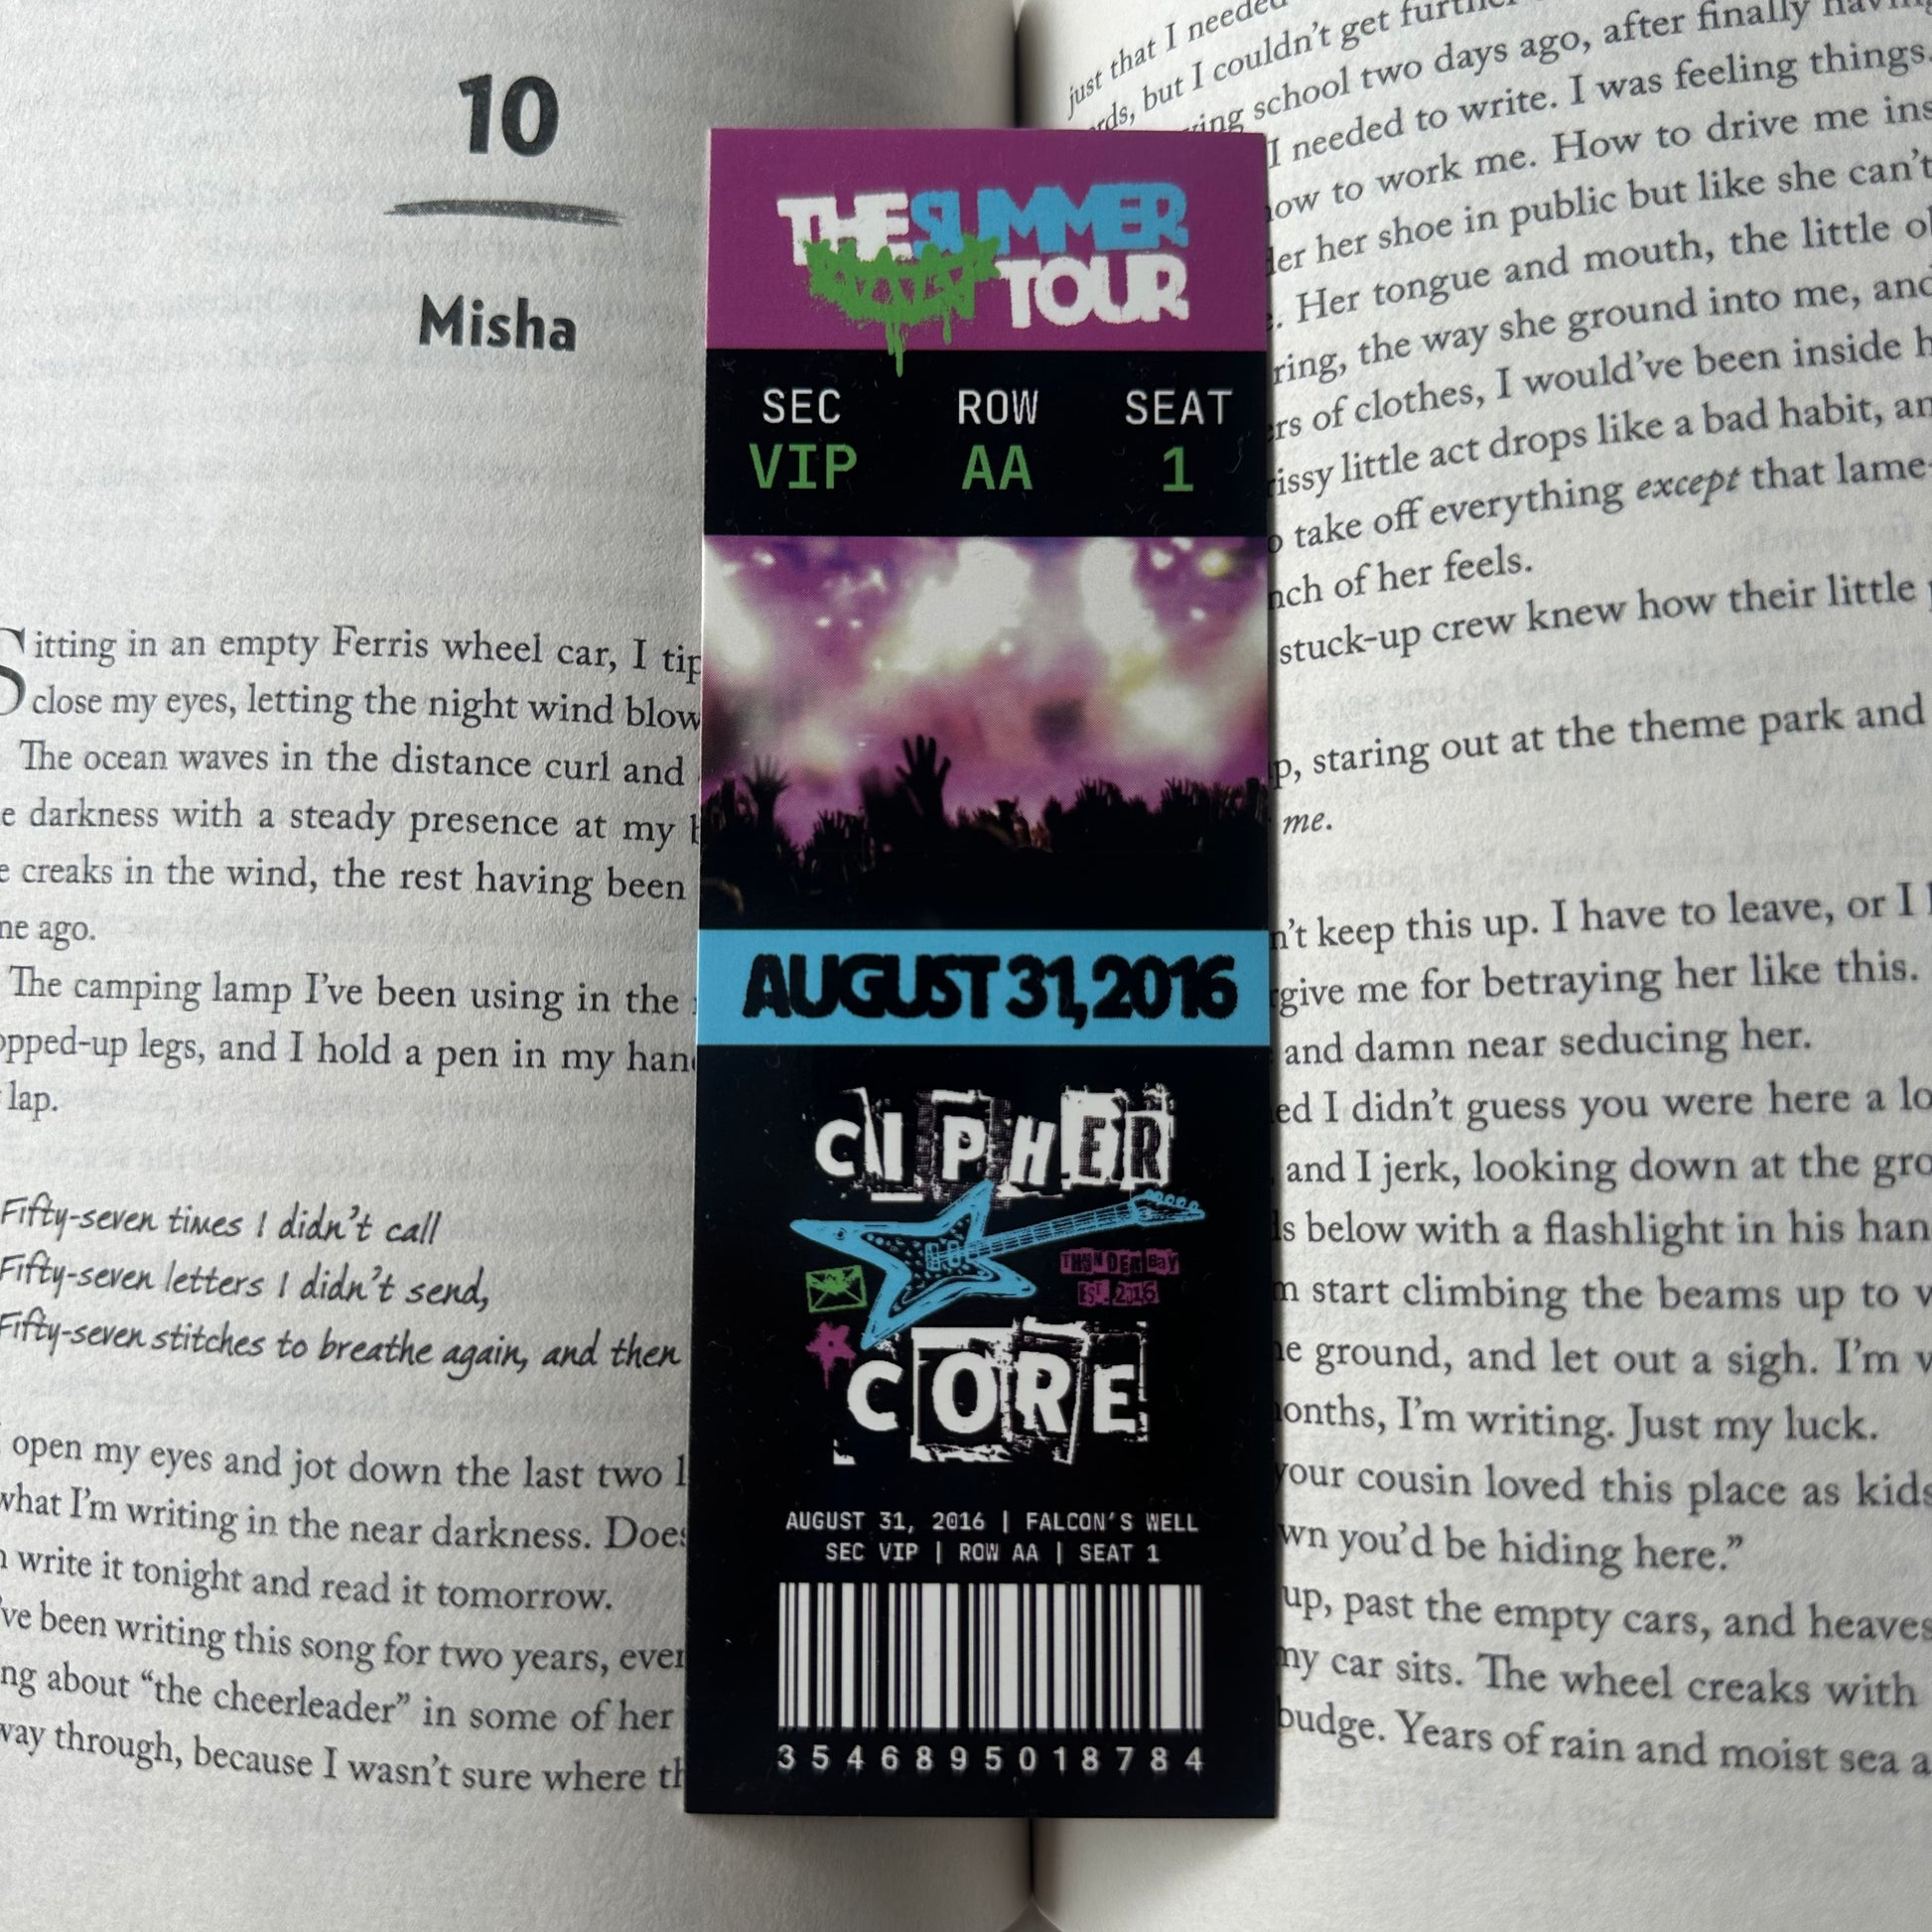 10
Misha
Sitting in an empty Ferris wheel car, I tip
close my eyes, letting the night wind blow
The ocean waves in the distance curl and
e darkness with a steady presence at my
e creaks in the wind, the rest having been
me ago.
The camping lamp I've been using in the
opped-up legs, and I hold a pen in my hand
lap.
Fifty-seven times I didn't call
Fifty-seven letters I didn't send,
Fifty-seven stitches to breathe again, and then
open my eyes and jot down the last two l
what I'm writing in the near darkness. Does
write it tonight and read it tomorrow.
've been writing this song for two years, ever
ng about “the cheerleader” in some of her
way through, because I wasn't sure where th
THE SUMMER
TOUR
SEC ROW SEAT
VIP AA 1
AUGUST 31, 2016
CIPHER
THUNDER BAY
EST. 2016
CORE
AUGUST 31, 2016 | FALCON'S WELL
SEC VIP | ROW AA | SEAT 1
3546895018784
just that I needed
rds, but I couldn't get further
ving school two days ago, after finally having
I needed to write. I was feeling things.
ow to work me. How to drive me ins
er her shoe in public but like she can't
. Her tongue and mouth, the little
ring, the way she ground into me, and
ers of clothes, I would've been inside h
issy little act drops like a bad habit, an
o take off everything except that lame-
nch of her feels.
stuck-up crew knew how their little
p, staring out at the theme park and
me.
n't keep this up. I have to leave, or I
rgive me for betraying her like this.
and damn near seducing her.
ed I didn't guess you were here a lo
and I jerk, looking down at the gro
ds below with a flashlight in his han
m start climbing the beams up to
he ground, and let out a sigh. I'm
onths, I'm writing. Just my luck.
your cousin loved this place as kids
wn you'd be hiding here.”
up, past the empty cars, and heaves
my car sits. The wheel creaks with
budge. Years of rain and moist sea a